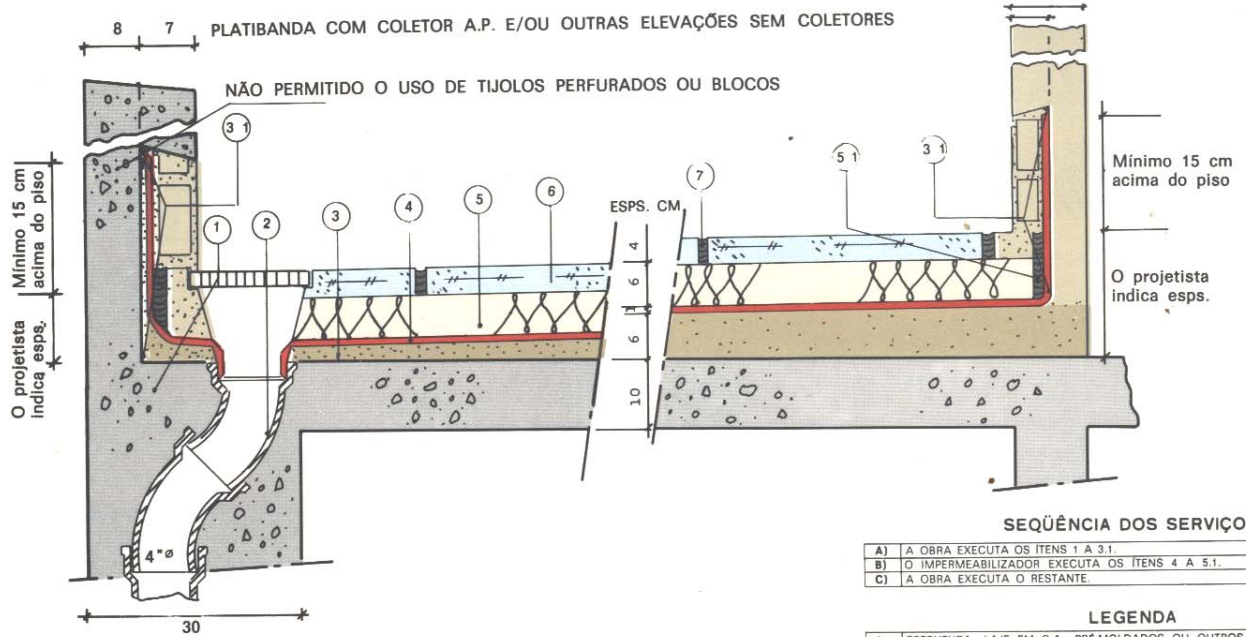 8 7 PLATIBANDA COM COLETOR A.P. E/OU OUTRAS ELEVAÇÕES SEM COLETORES
NÃO PERMITIDO O USO DE TIJOLOS PERFURADOS OU BLOCOS
3 1
1
2
3
4
5
6
ESPS. CM
7
5 1
3 1
Mínimo 15 cm
acima do piso
O projetista
indica esps.
Mínimo 15 cm
acima do piso
O projetista
indica esps.
4
6
1
6
10
4"ø
30
SEQÜÊNCIA DOS SERVIÇO
A) A OBRA EXECUTA OS ÍTENS 1 A 3.1.
B) O IMPERMEABILIZADOR EXECUTA OS ÍTENS 4 A 5.1.
C) A OBRA EXECUTA O RESTANTE.
LEGENDA